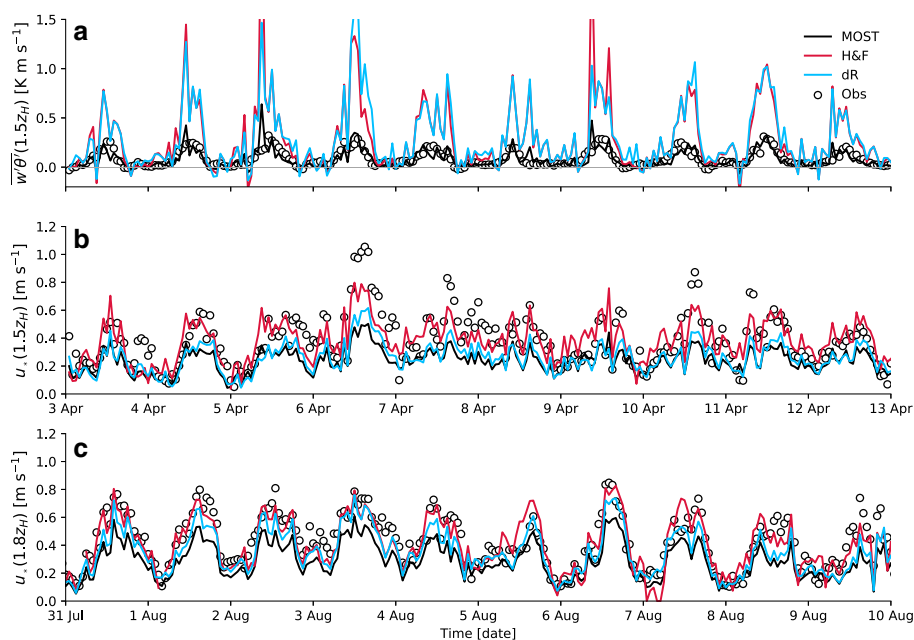 a
w′θ′(1.5z_H) [K m s⁻¹]
1.5
1.0
0.5
0.0
MOST
H&F
dR
Obs
b
u⋆(1.5z_H) [m s⁻¹]
1.2
1.0
0.8
0.6
0.4
0.2
0.0
3 Apr 4 Apr 5 Apr 6 Apr 7 Apr 8 Apr 9 Apr 10 Apr 11 Apr 12 Apr 13 Apr
c
u⋆(1.8z_H) [m s⁻¹]
1.2
1.0
0.8
0.6
0.4
0.2
0.0
31 Jul 1 Aug 2 Aug 3 Aug 4 Aug 5 Aug 6 Aug 7 Aug 8 Aug 9 Aug 10 Aug
Time [date]